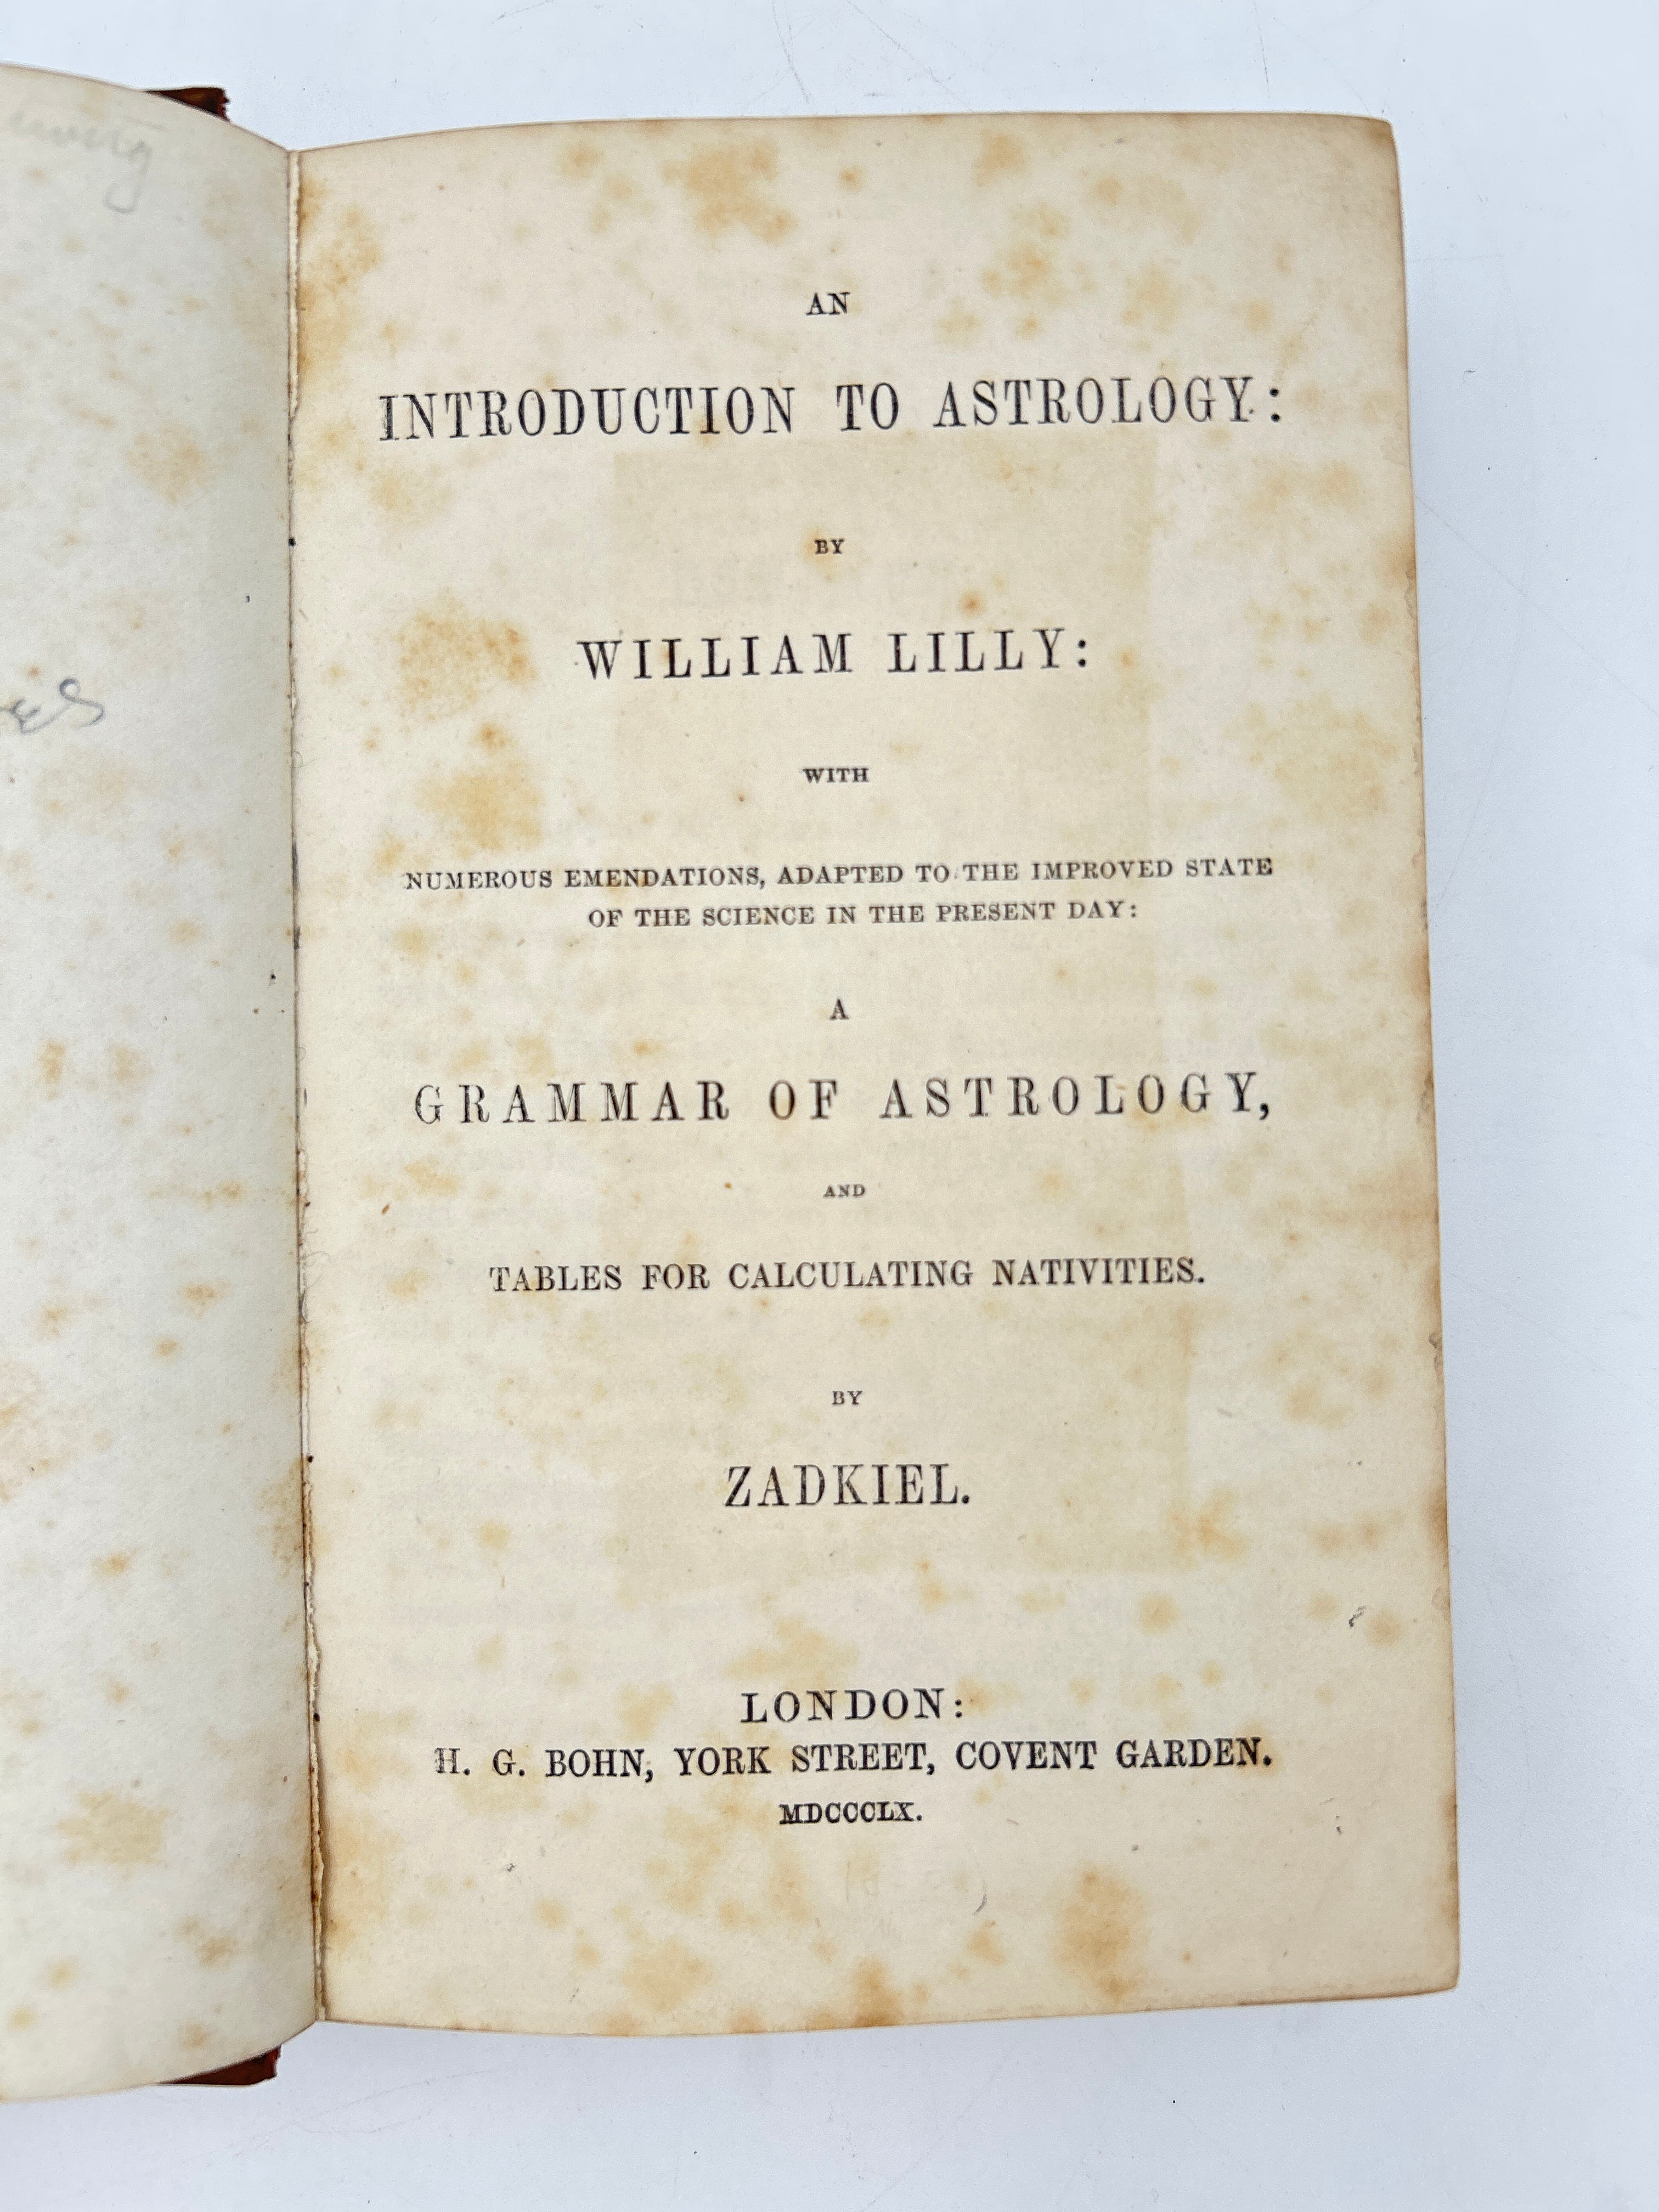 AN
INTRODUCTION TO ASTROLOGY:
BY
WILLIAM LILLY:
WITH
NUMEROUS EMENDATIONS, ADAPTED TO THE IMPROVED STATE
OF THE SCIENCE IN THE PRESENT DAY:
A
GRAMMAR OF ASTROLOGY,
AND
TABLES FOR CALCULATING NATIVITIES.
BY
ZADKIEL.
LONDON:
H. G. BOHN, YORK STREET, COVENT GARDEN.
MDCCCLX.